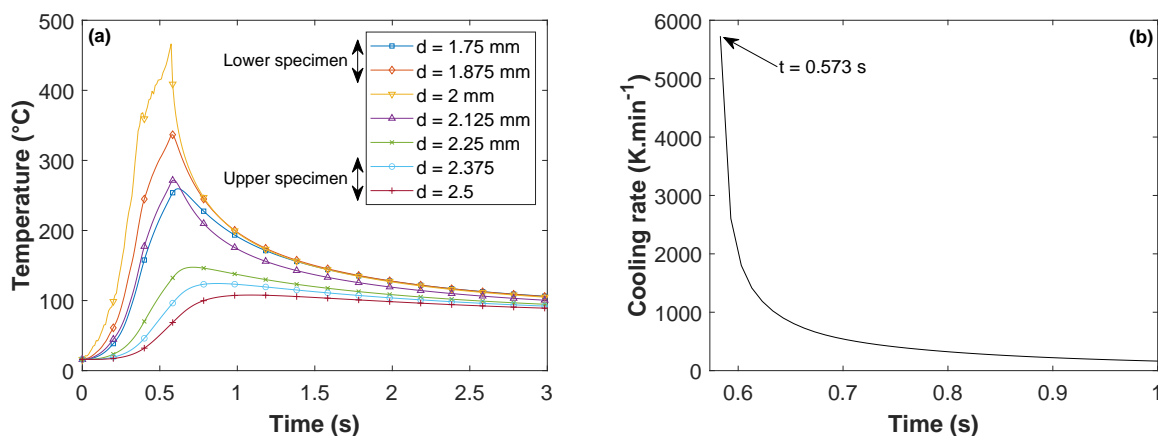 (a)
500
400
300
200
100
0
Temperature (°C)
Lower specimen
Upper specimen
d = 1.75 mm
d = 1.875 mm
d = 2 mm
d = 2.125 mm
d = 2.25 mm
d = 2.375
d = 2.5
0 0.5 1 1.5 2 2.5 3
Time (s)
(b)
6000
5000
4000
3000
2000
1000
0
Cooling rate (K.min⁻¹)
t = 0.573 s
0.6 0.7 0.8 0.9 1
Time (s)